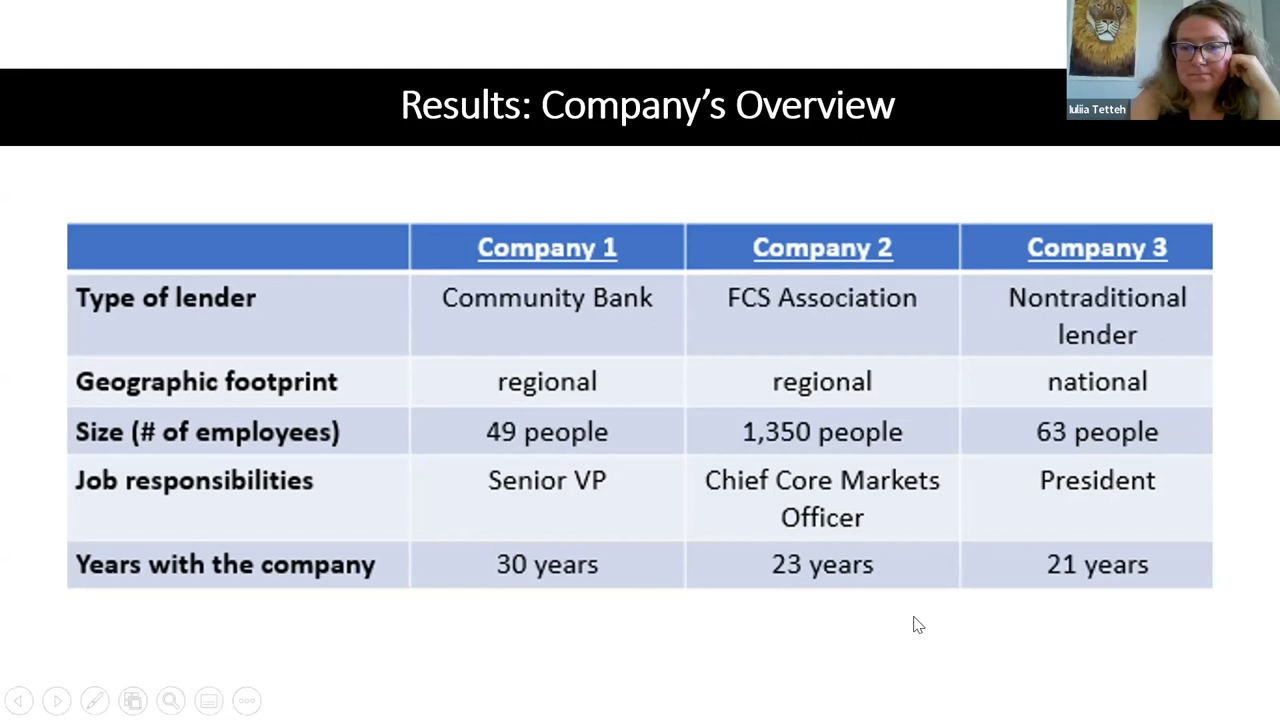 Results: Company's Overview
Iuliia Tetteh
Company 1 Company 2 Company 3
Type of lender Community Bank FCS Association Nontraditional
lender
Geographic footprint regional regional national
Size (# of employees) 49 people 1,350 people 63 people
Job responsibilities Senior VP Chief Core Markets President
Officer
Years with the company 30 years 23 years 21 years